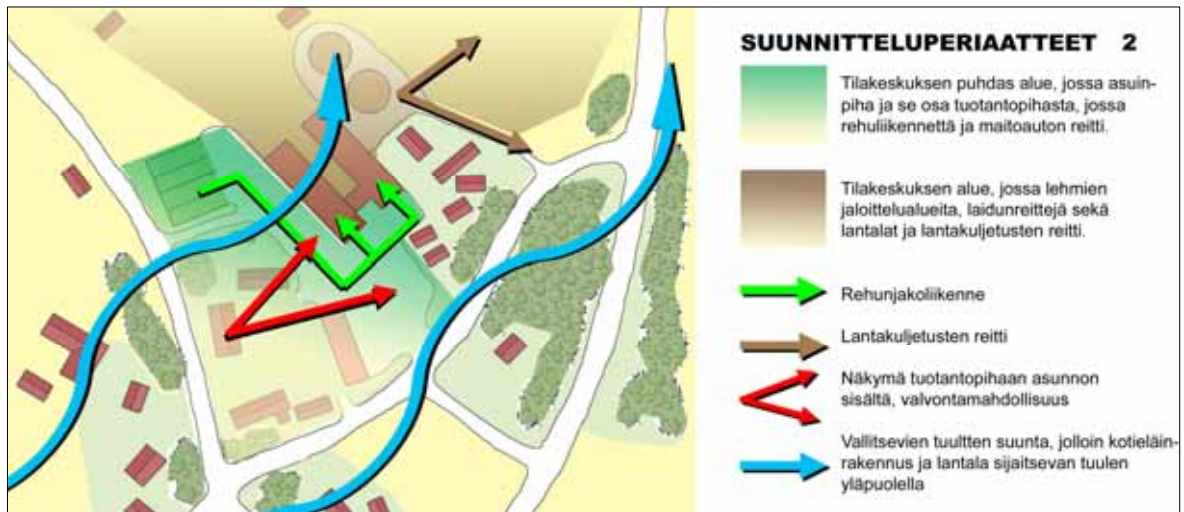 SUUNNITTELUPERIAATTEET 2
Tilakeskuksen puhdas alue, jossa asuin-
piha ja se osa tuotantopihasta, jossa
rehuliikennettä ja maitoauton reitti.
Tilakeskuksen alue, jossa lehmien
jaloittelualueita, laidunreittejä sekä
lantalat ja lantakuljetusten reitti.
Rehunjakoliikenne
Lantakuljetusten reitti
Näkymä tuotantopihaan asunnon
sisältä, valvontamahdollisuus
Vallitsevien tuultten suunta, jolloin kotieläin-
rakennus ja lantala sijaitsevan tuulen
yläpuolella